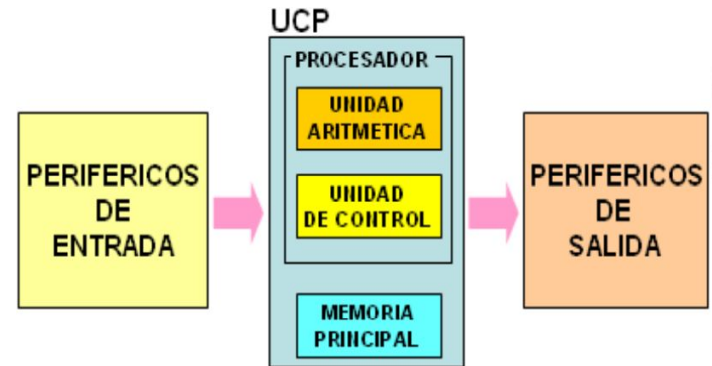 UCP
PROCESADOR
UNIDAD
ARITMETICA
UNIDAD
DE CONTROL
MEMORIA
PRINCIPAL
PERIFERICOS
DE
ENTRADA
PERIFERICOS
DE
SALIDA